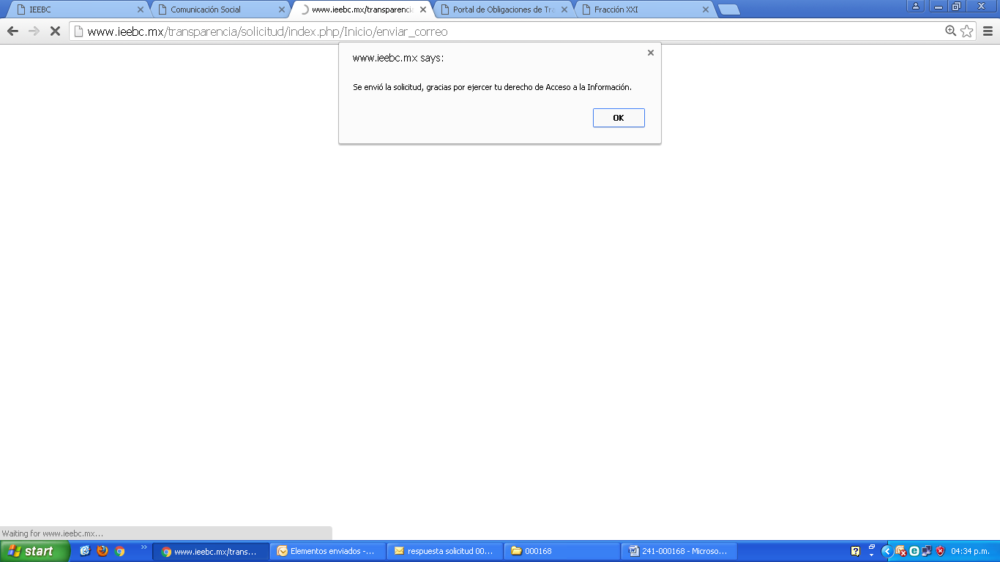 IEEBC
Comunicación Social
www.ieebc.mx/transparencia
Portal de Obligaciones de Tra
Fracción XXI
www.ieebc.mx/transparencia/solicitud/index.php/Inicio/enviar_correo
www.ieebc.mx says:
Se envió la solicitud, gracias por ejercer tu derecho de Acceso a la Información.
OK
Waiting for www.ieebc.mx...
start
www.ieebc.mx/trans...
Elementos enviados -...
respuesta solicitud 00...
000168
241-000168 - Microso...
04:34 p.m.